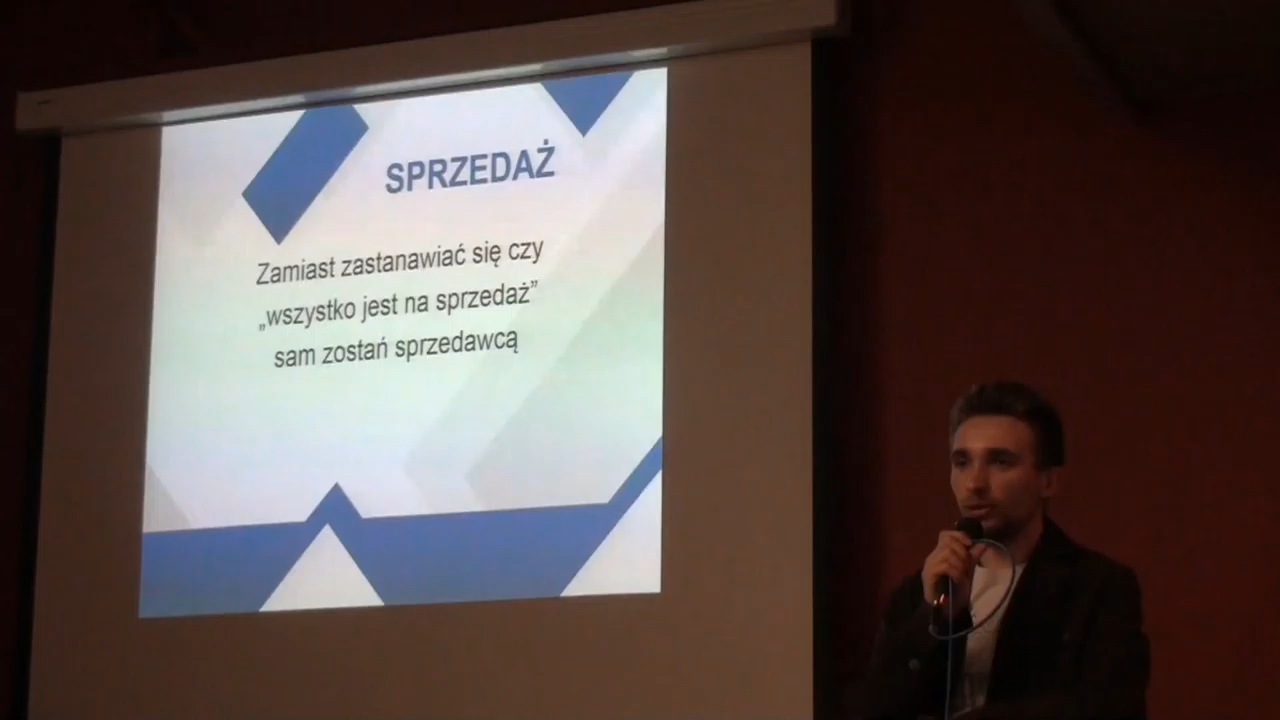 SPRZEDAŻ
Zamiast zastanawiać się czy
„wszystko jest na sprzedaż”
sam zostań sprzedawcą